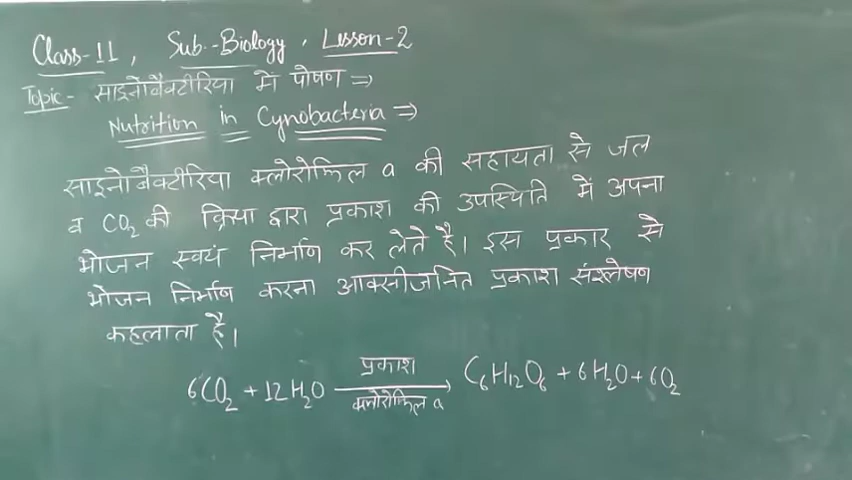 Class-11, Sub.-Biology, Lesson-2
Topic- साइनोबैक्टीरिया में पोषण ⇒
Nutrition in Cynobacteria ⇒
साइनोबैक्टीरिया क्लोरोफिल a की सहायता से जल
व CO₂ की क्रिया द्वारा प्रकाश की उपस्थिति में अपना
भोजन स्वयं निर्माण कर लेते है। इस प्रकार से
भोजन निर्माण करना आक्सीजनित प्रकाश संश्लेषण
कहलाता है।
प्रकाश
6CO₂ + 12H₂O ⟶ C₆H₁₂O₆ + 6H₂O + 6O₂
क्लोरोफिल a